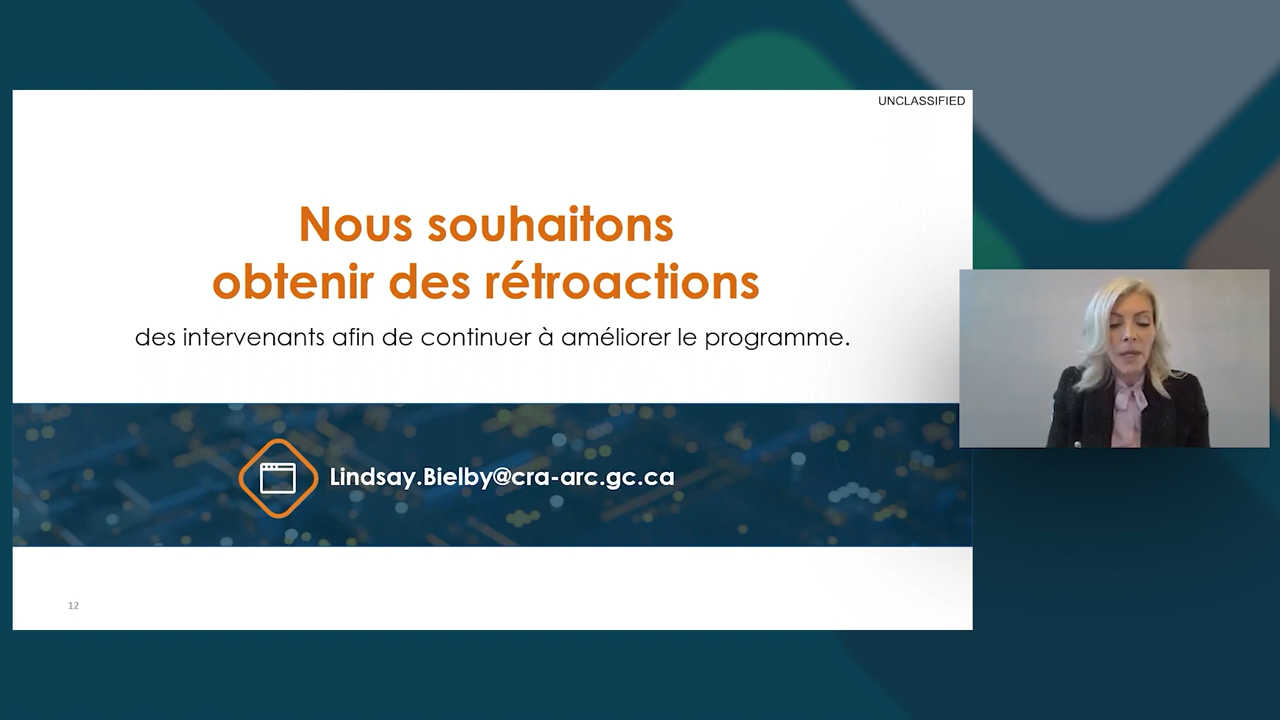 UNCLASSIFIED
Nous souhaitons
obtenir des rétroactions
des intervenants afin de continuer à améliorer le programme.
Lindsay.Bielby@cra-arc.gc.ca
12